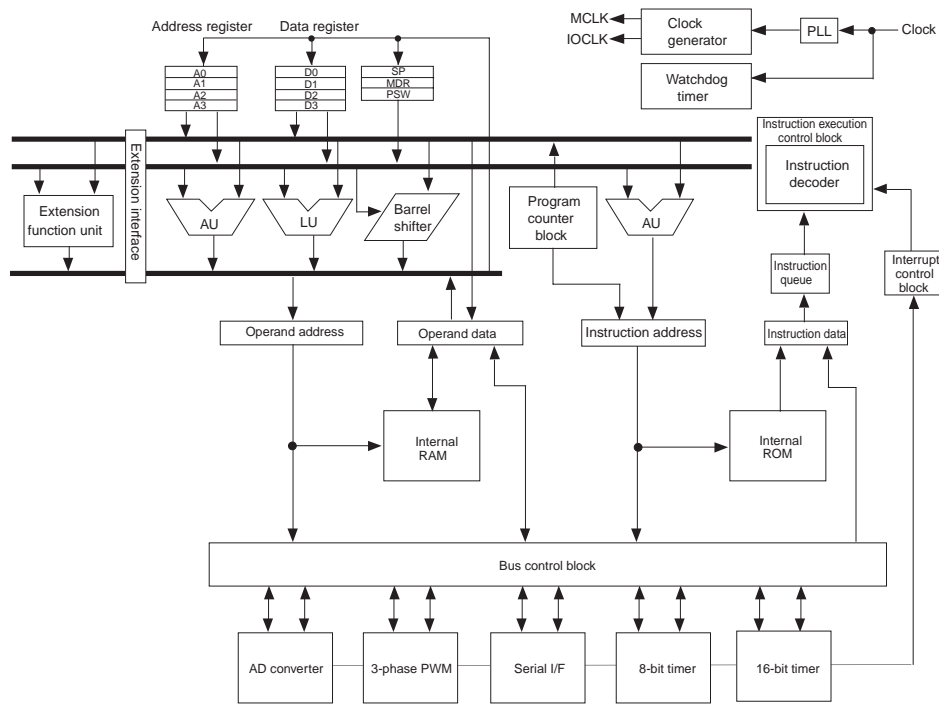 Address register
Data register
MCLK
IOCLK
Clock
generator
PLL
Clock
Watchdog
timer
A0
A1
A2
A3
D0
D1
D2
D3
SP
MDR
PSW
Instruction execution
control block
Instruction
decoder
Extension interface
Extension
function unit
AU
LU
Barrel
shifter
Program
counter
block
AU
Instruction
queue
Interrupt
control
block
Operand address
Operand data
Instruction address
Instruction data
Internal
RAM
Internal
ROM
Bus control block
AD converter
3-phase PWM
Serial I/F
8-bit timer
16-bit timer